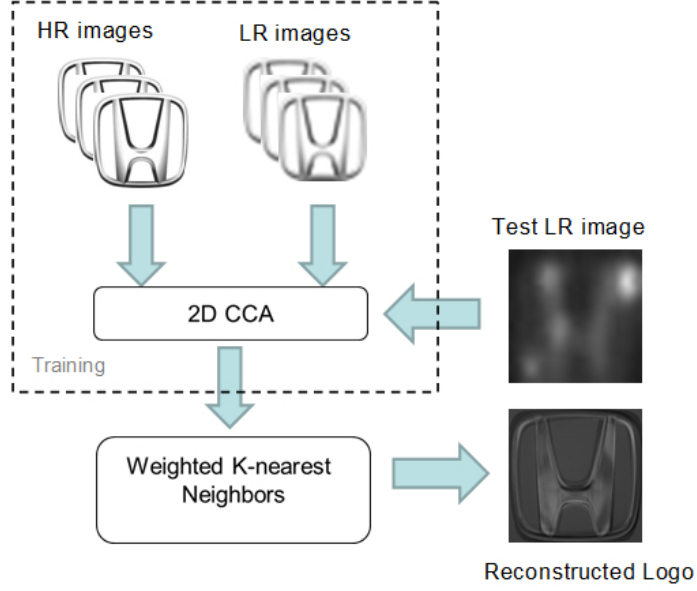 HR images
LR images
Test LR image
2D CCA
Training
Weighted K-nearest
Neighbors
Reconstructed Logo